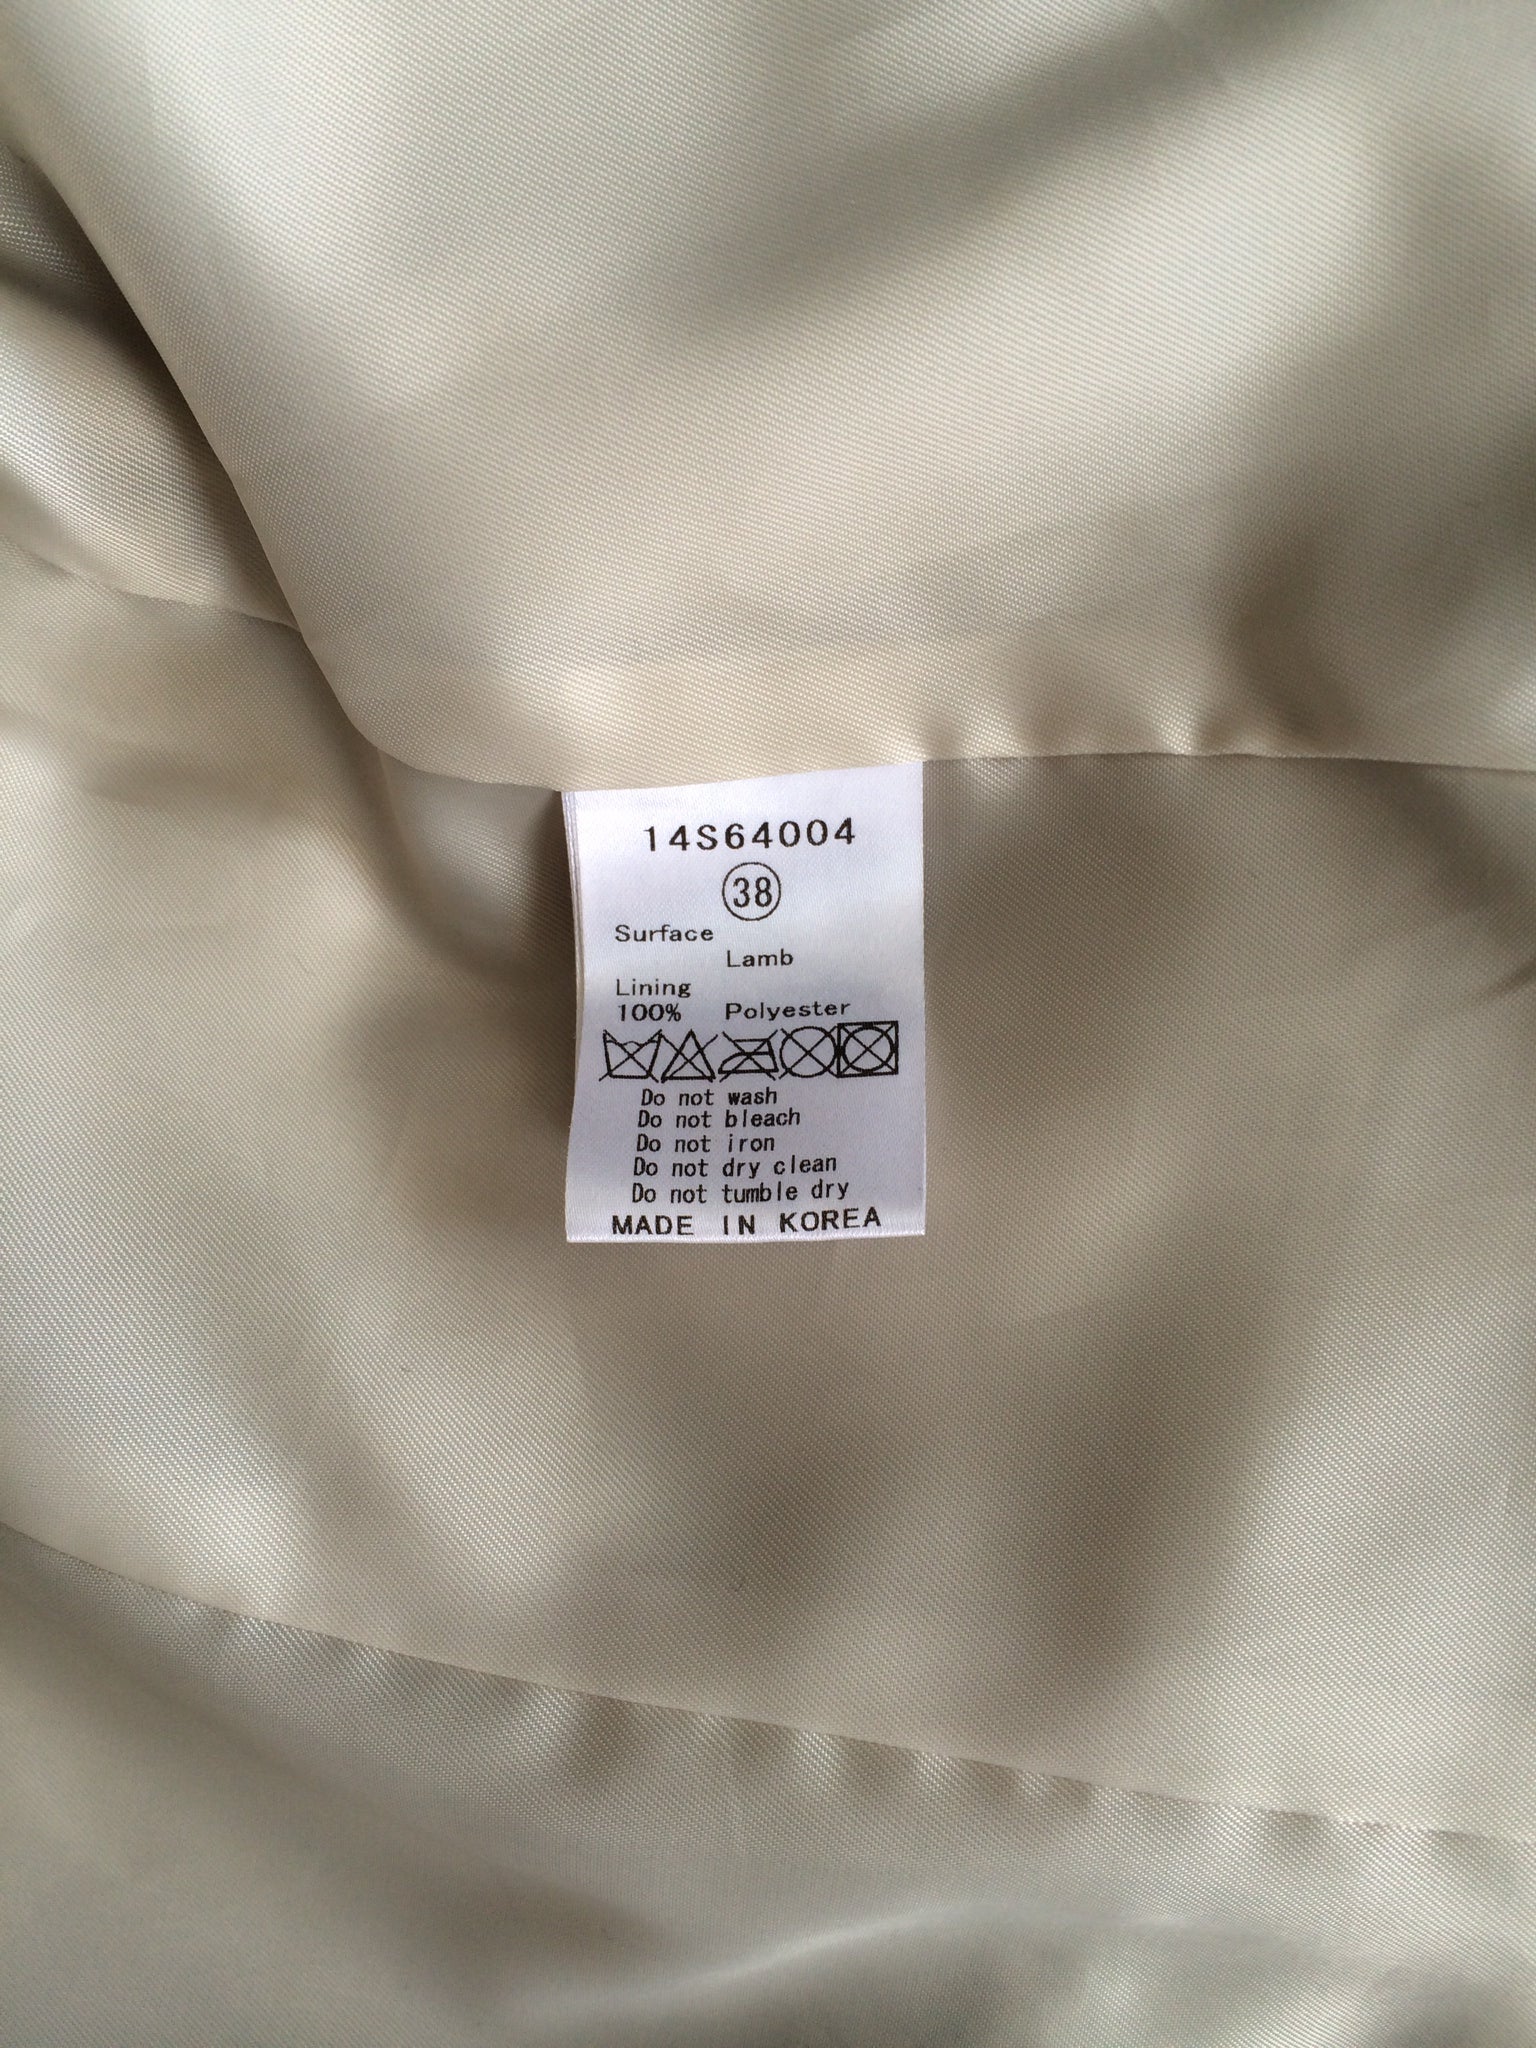 14S64004
38
Surface
Lamb
Lining
100% Polyester
Do not wash
Do not bleach
Do not iron
Do not dry clean
Do not tumble dry
MADE IN KOREA